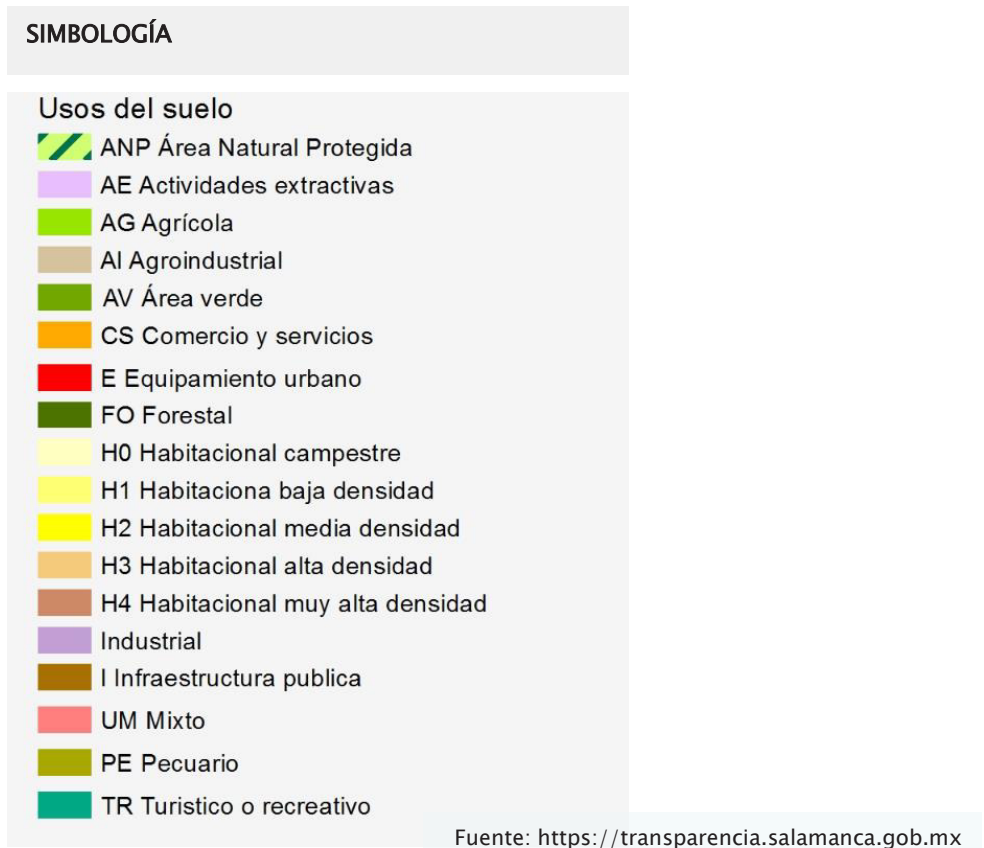 SIMBOLOGÍA
Usos del suelo
ANP Área Natural Protegida
AE Actividades extractivas
AG Agrícola
AI Agroindustrial
AV Área verde
CS Comercio y servicios
E Equipamiento urbano
FO Forestal
H0 Habitacional campestre
H1 Habitaciona baja densidad
H2 Habitacional media densidad
H3 Habitacional alta densidad
H4 Habitacional muy alta densidad
Industrial
I Infraestructura publica
UM Mixto
PE Pecuario
TR Turistico o recreativo
Fuente: https://transparencia.salamanca.gob.mx